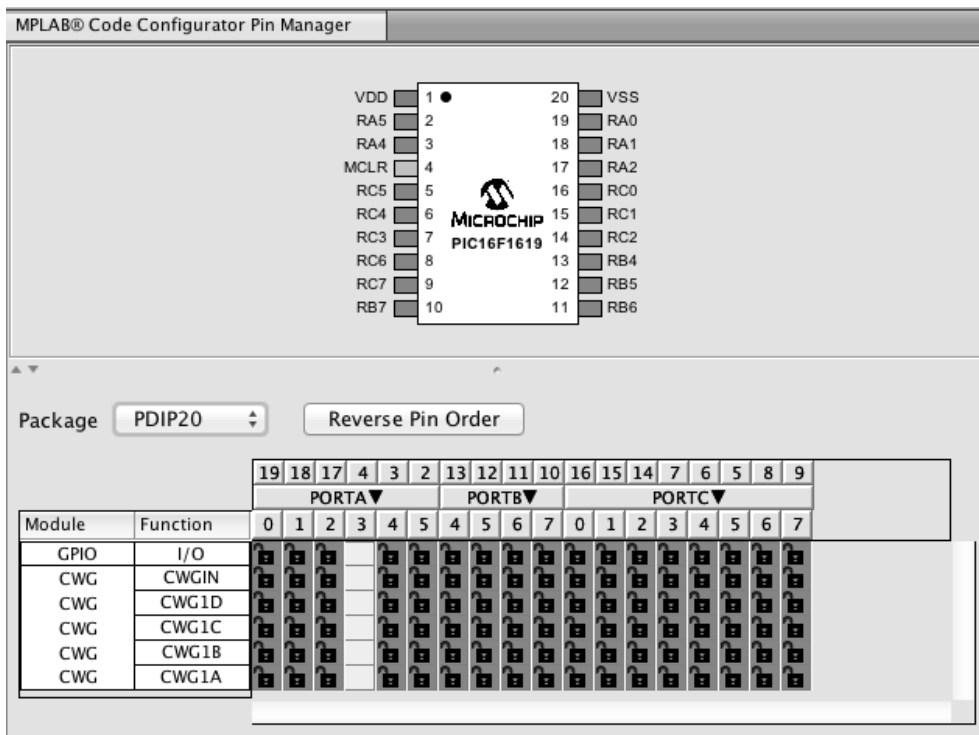 MPLAB® Code Configurator Pin Manager
VDD 1 20 VSS
RA5 2 19 RA0
RA4 3 18 RA1
MCLR 4 17 RA2
RC5 5 16 RC0
RC4 6 MICROCHIP 15 RC1
RC3 7 PIC16F1619 14 RC2
RC6 8 13 RB4
RC7 9 12 RB5
RB7 10 11 RB6
Package PDIP20 Reverse Pin Order
19 18 17 4 3 2 13 12 11 10 16 15 14 7 6 5 8 9
PORTA▼ PORTB▼ PORTC▼
Module Function 0 1 2 3 4 5 4 5 6 7 0 1 2 3 4 5 6 7
GPIO I/O
CWG CWGIN
CWG CWG1D
CWG CWG1C
CWG CWG1B
CWG CWG1A